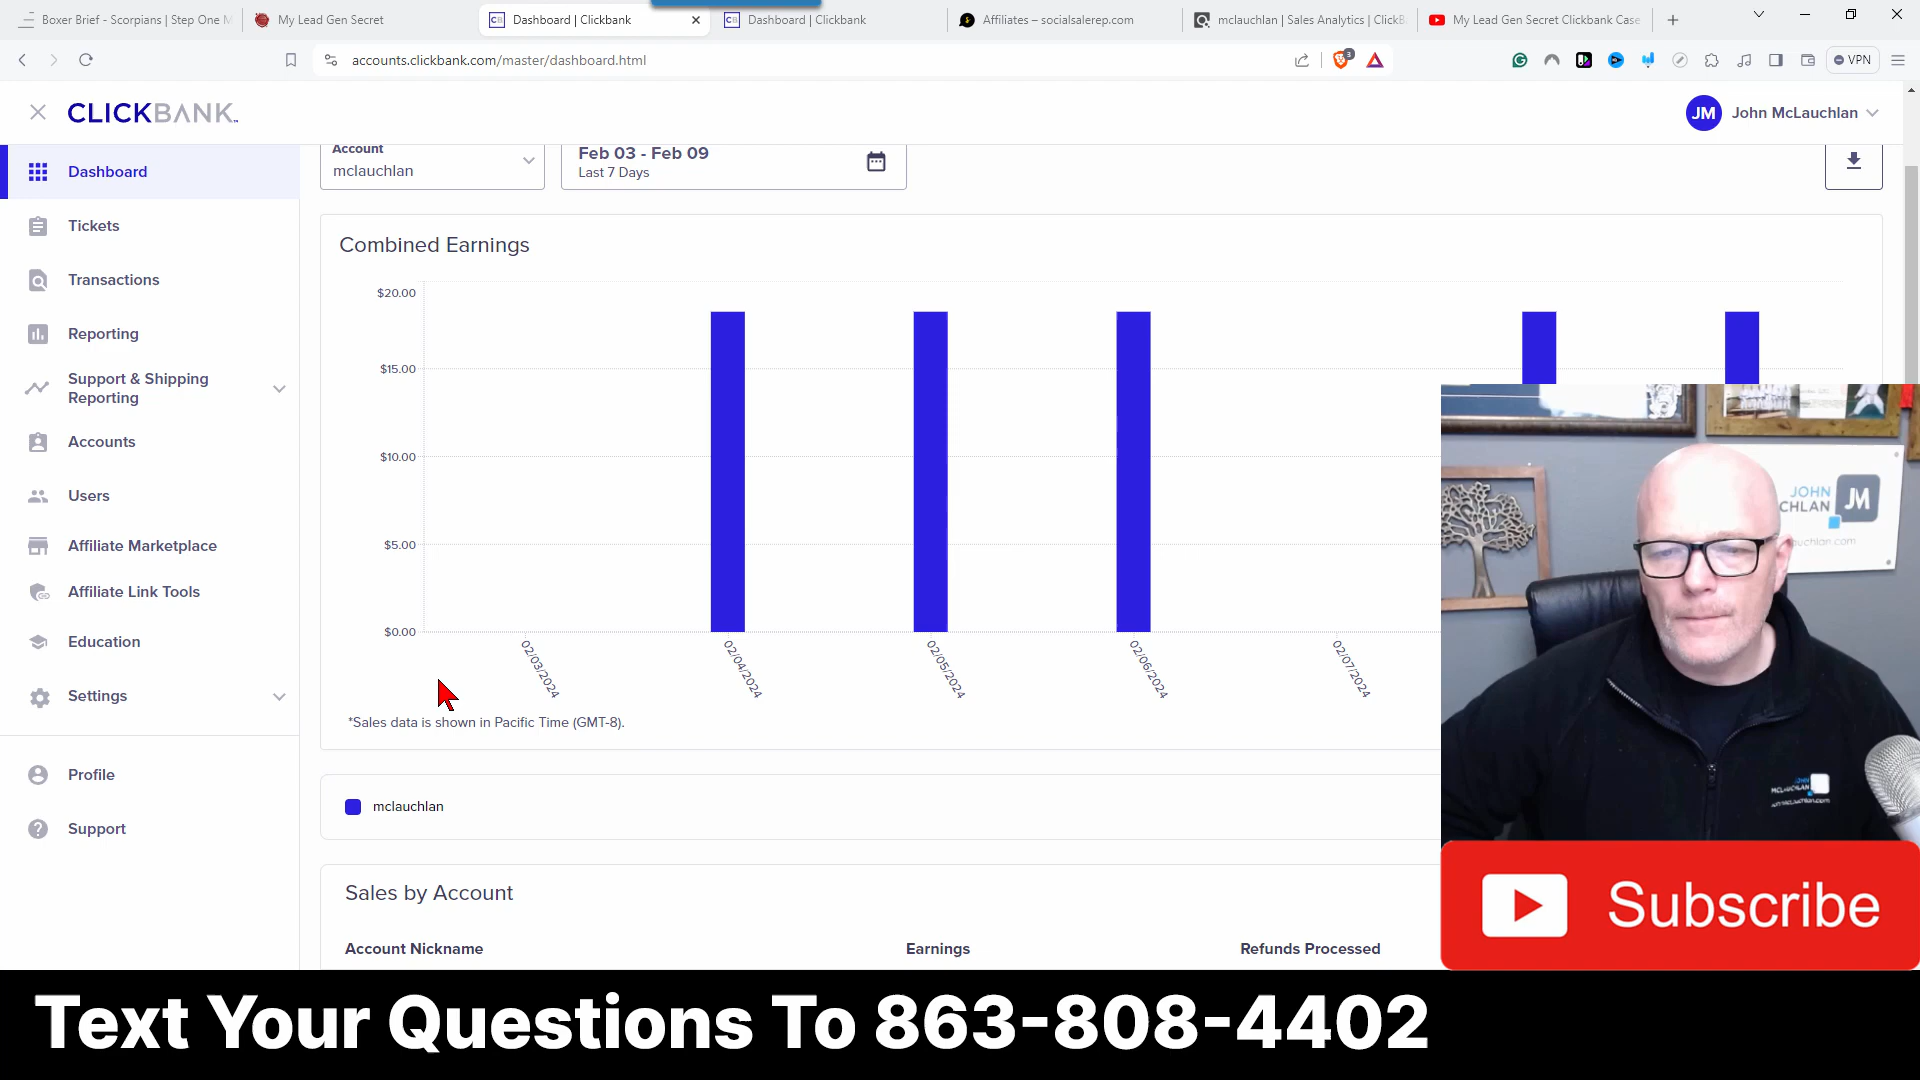 Boxer Brief - Scorpians | Step One M
My Lead Gen Secret
Dashboard | Clickbank
Dashboard | Clickbank
Affiliates – socialsalerep.com
mclauchlan | Sales Analytics | ClickB
My Lead Gen Secret Clickbank Case
accounts.clickbank.com/master/dashboard.html
3
VPN
CLICKBANK
JM
John McLauchlan
Dashboard
Tickets
Transactions
Reporting
Support & Shipping
Reporting
Accounts
Users
Affiliate Marketplace
Affiliate Link Tools
Education
Settings
Profile
Support
Account
mclauchlan
Feb 03 - Feb 09
Last 7 Days
Combined Earnings
$20.00
$15.00
$10.00
$5.00
$0.00
02/03/2024
02/04/2024
02/05/2024
02/06/2024
02/07/2024
*Sales data is shown in Pacific Time (GMT-8).
mclauchlan
Sales by Account
Account Nickname
Earnings
Refunds Processed
JOHN
CHLAN
JM
Subscribe
Text Your Questions To 863-808-4402